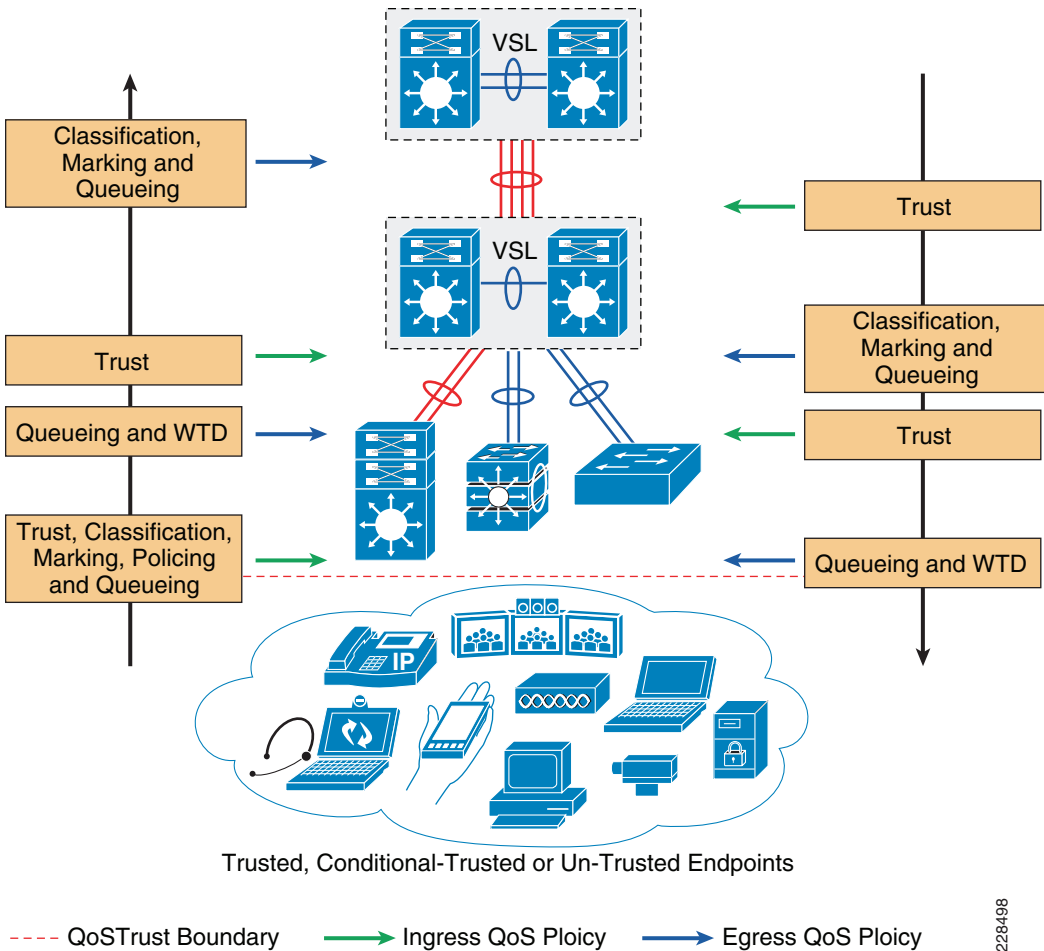 VSL
Classification,
Marking and
Queueing
Trust
VSL
Classification,
Marking and
Queueing
Trust
Queueing and WTD
Trust
Trust, Classification,
Marking, Policing
and Queueing
Queueing and WTD
IP
Trusted, Conditional-Trusted or Un-Trusted Endpoints
QoSTrust Boundary
Ingress QoS Ploicy
Egress QoS Ploicy
228498